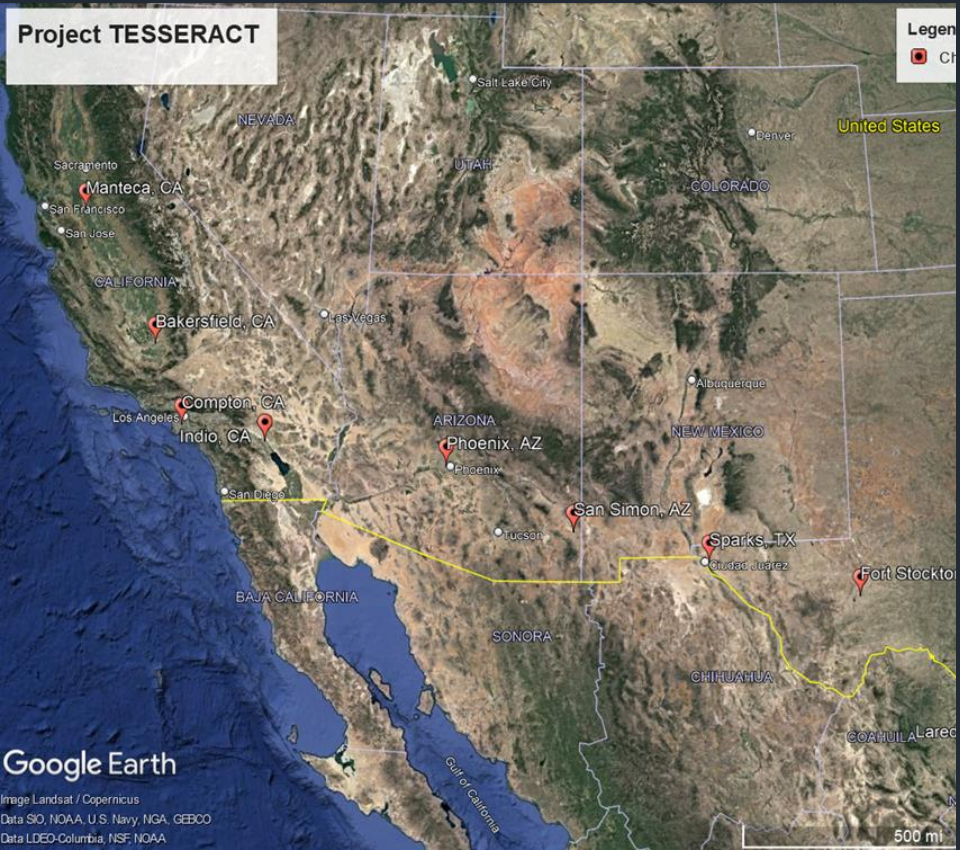 Project TESSERACT
Legen
Ch
Salt Lake City
NEVADA
United States
Denver
UTAH
Sacramento
COLORADO
Manteca, CA
San Francisco
San Jose
CALIFORNIA
Las Vegas
Bakersfield, CA
Albuquerque
Compton, CA
Los Angeles
ARIZONA
NEW MEXICO
Indio, CA
Phoenix, AZ
Phoenix
San Diego
San Simon, AZ
Tucson
Sparks, TX
Ciudad Juárez
Fort Stockto
BAJA CALIFORNIA
SONORA
CHIHUAHUA
COAHUILA
Lared
Gulf of California
Google Earth
Image Landsat / Copernicus
Data SIO, NOAA, U.S. Navy, NGA, GEBCO
Data LDEO-Columbia, NSF, NOAA
500 mi